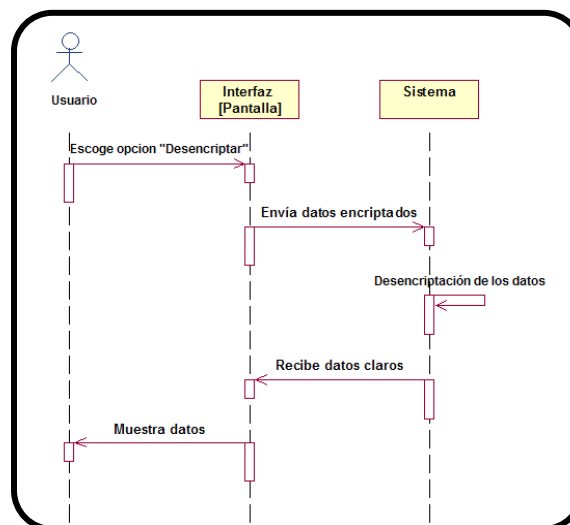 Usuario
Interfaz
[Pantalla]
Sistema
Escoge opcion "Desencriptar"
Envía datos encriptados
Desencriptación de los datos
Recibe datos claros
Muestra datos